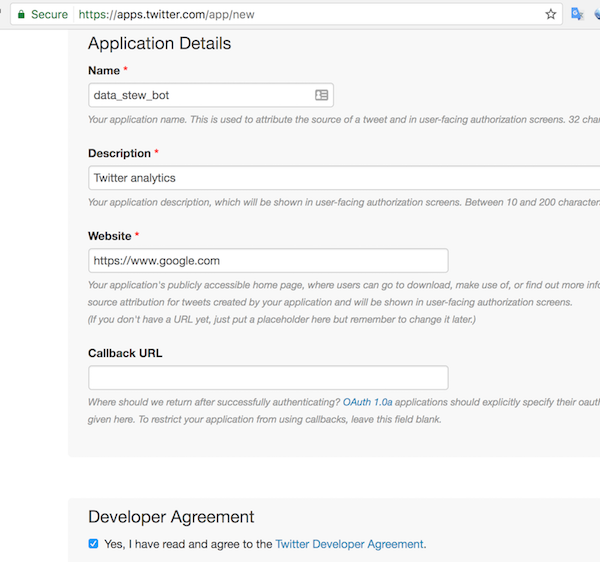 Secure https://apps.twitter.com/app/new
Application Details
Name *
data_stew_bot
Your application name. This is used to attribute the source of a tweet and in user-facing authorization screens. 32
Description *
Twitter analytics
Your application description, which will be shown in user-facing authorization screens. Between 10 and 200
Website *
https://www.google.com
Your application's publicly accessible home page, where users can go to download, make use of, or find out more
source attribution for tweets created by your application and will be shown in user-facing authorization screens.
(If you don't have a URL yet, just put a placeholder here but remember to change it later.)
Callback URL
Where should we return after successfully authenticating? OAuth 1.0a applications should explicitly specify their
given here. To restrict your application from using callbacks, leave this field blank.
Developer Agreement
Yes, I have read and agree to the Twitter Developer Agreement.